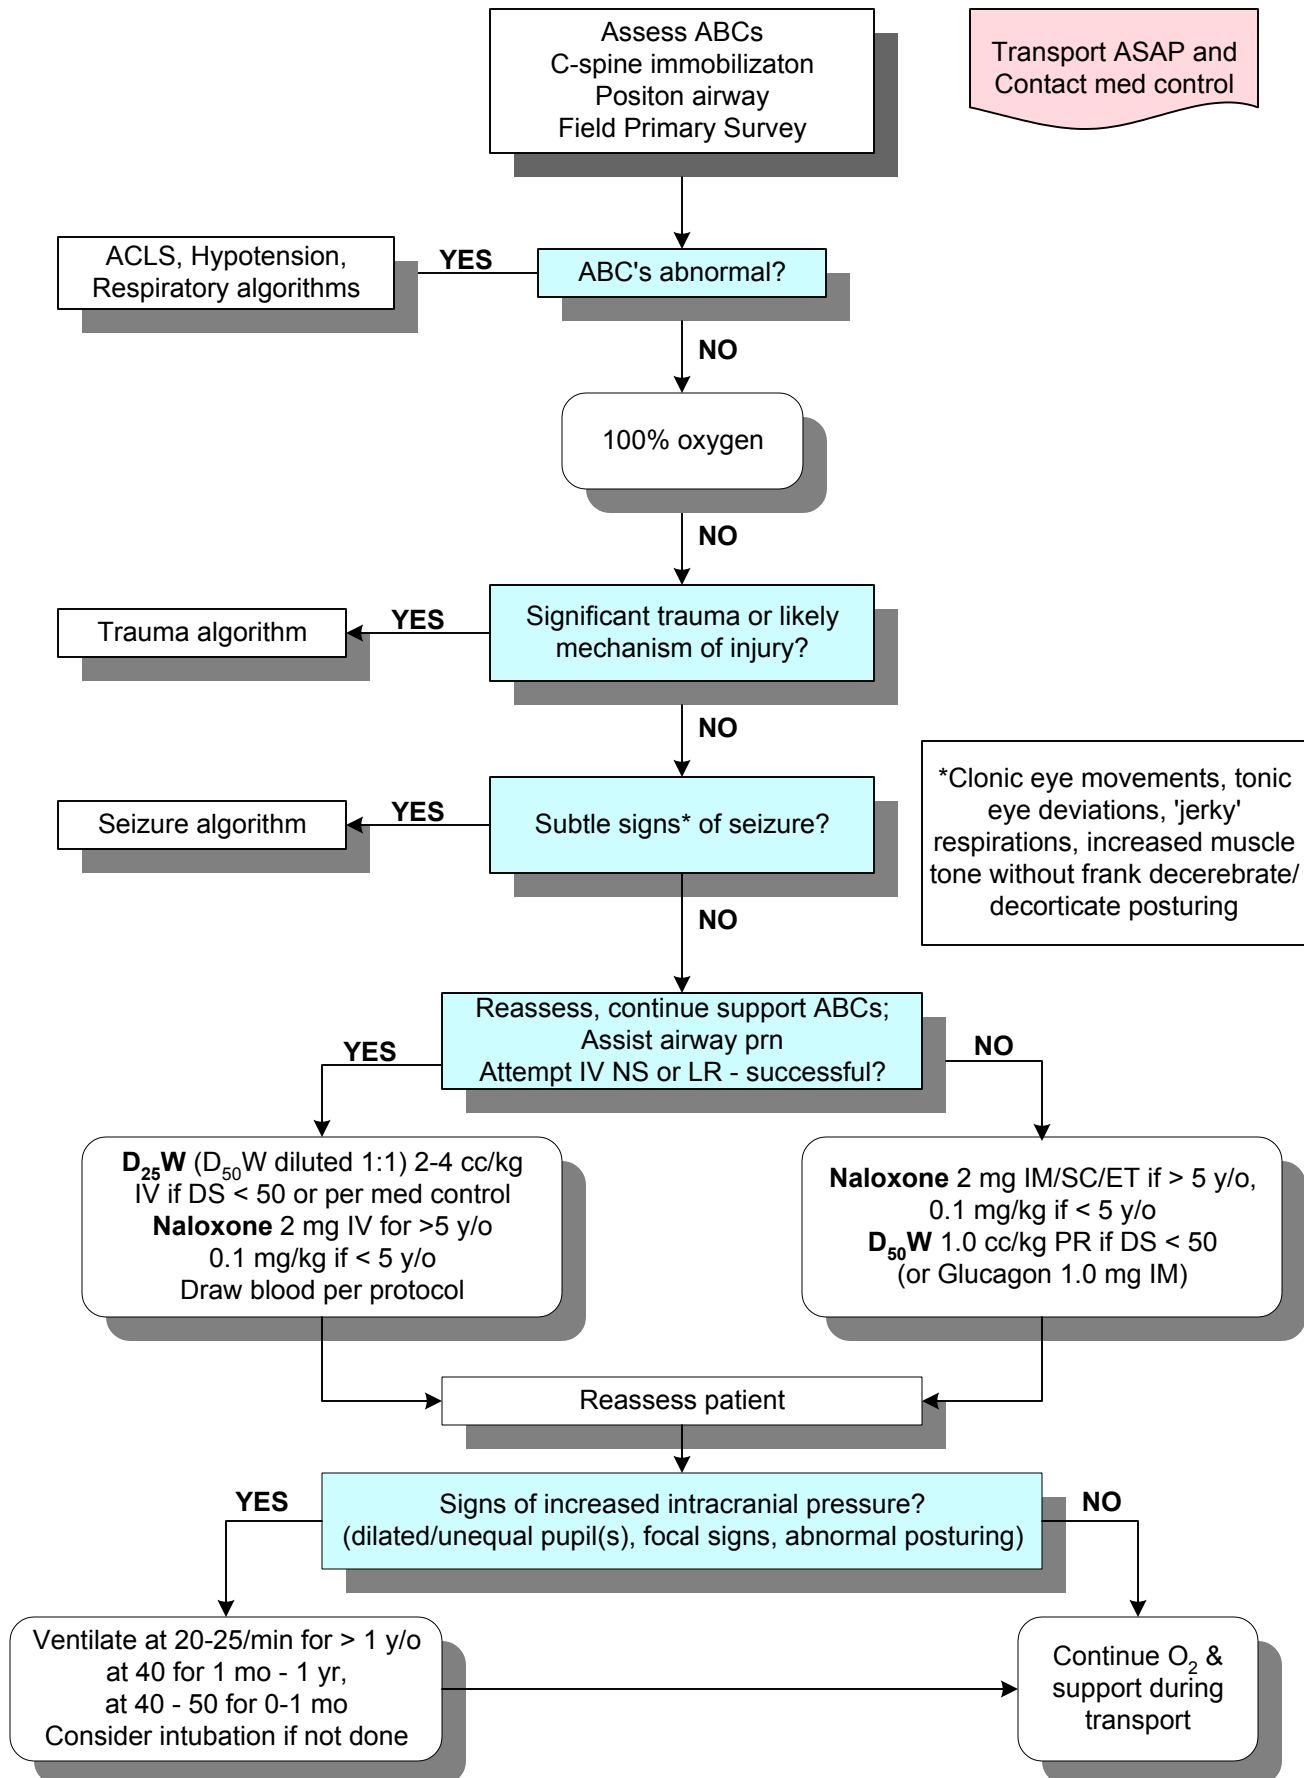 Assess ABCs
C-spine immobilizaton
Positon airway
Field Primary Survey
Transport ASAP and
Contact med control
ACLS, Hypotension,
Respiratory algorithms
YES
ABC's abnormal?
NO
100% oxygen
NO
Trauma algorithm
YES
Significant trauma or likely
mechanism of injury?
NO
Seizure algorithm
YES
Subtle signs* of seizure?
*Clonic eye movements, tonic
eye deviations, 'jerky'
respirations, increased muscle
tone without frank decerebrate/
decorticate posturing
NO
Reassess, continue support ABCs;
Assist airway prn
Attempt IV NS or LR - successful?
YES
NO
D25W (D50W diluted 1:1) 2-4 cc/kg
IV if DS < 50 or per med control
Naloxone 2 mg IV for >5 y/o
0.1 mg/kg if < 5 y/o
Draw blood per protocol
Naloxone 2 mg IM/SC/ET if > 5 y/o,
0.1 mg/kg if < 5 y/o
D50W 1.0 cc/kg PR if DS < 50
(or Glucagon 1.0 mg IM)
Reassess patient
YES
Signs of increased intracranial pressure?
(dilated/unequal pupil(s), focal signs, abnormal posturing)
NO
Ventilate at 20-25/min for > 1 y/o
at 40 for 1 mo - 1 yr,
at 40 - 50 for 0-1 mo
Consider intubation if not done
Continue O2 &
support during
transport